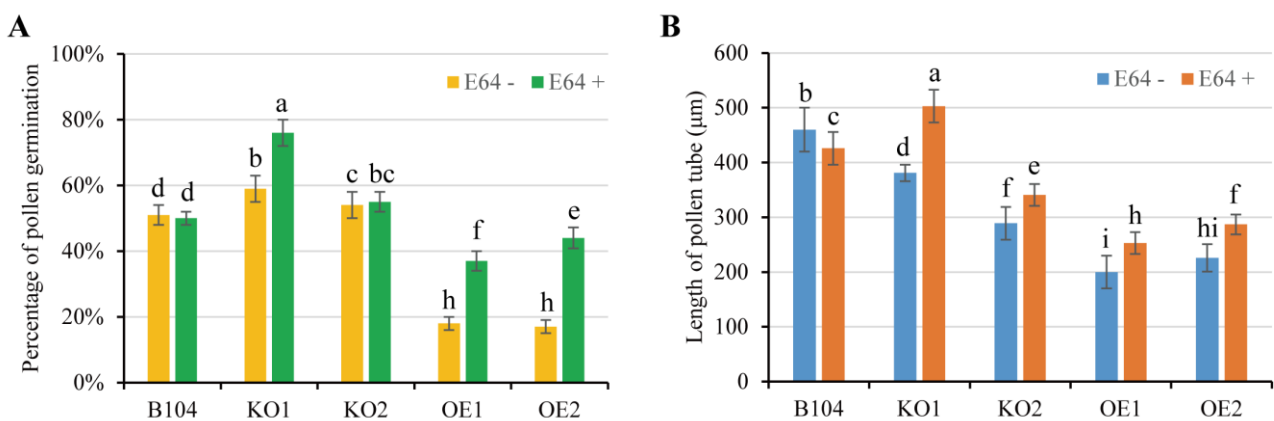 A
Percentage of pollen germination
100%
80%
60%
40%
20%
0%
E64 - E64 +
d d b a c bc h f h e
B104 KO1 KO2 OE1 OE2
B
Length of pollen tube (μm)
600
500
400
300
200
100
0
E64 - E64 +
b c d a f e i h hi f
B104 KO1 KO2 OE1 OE2